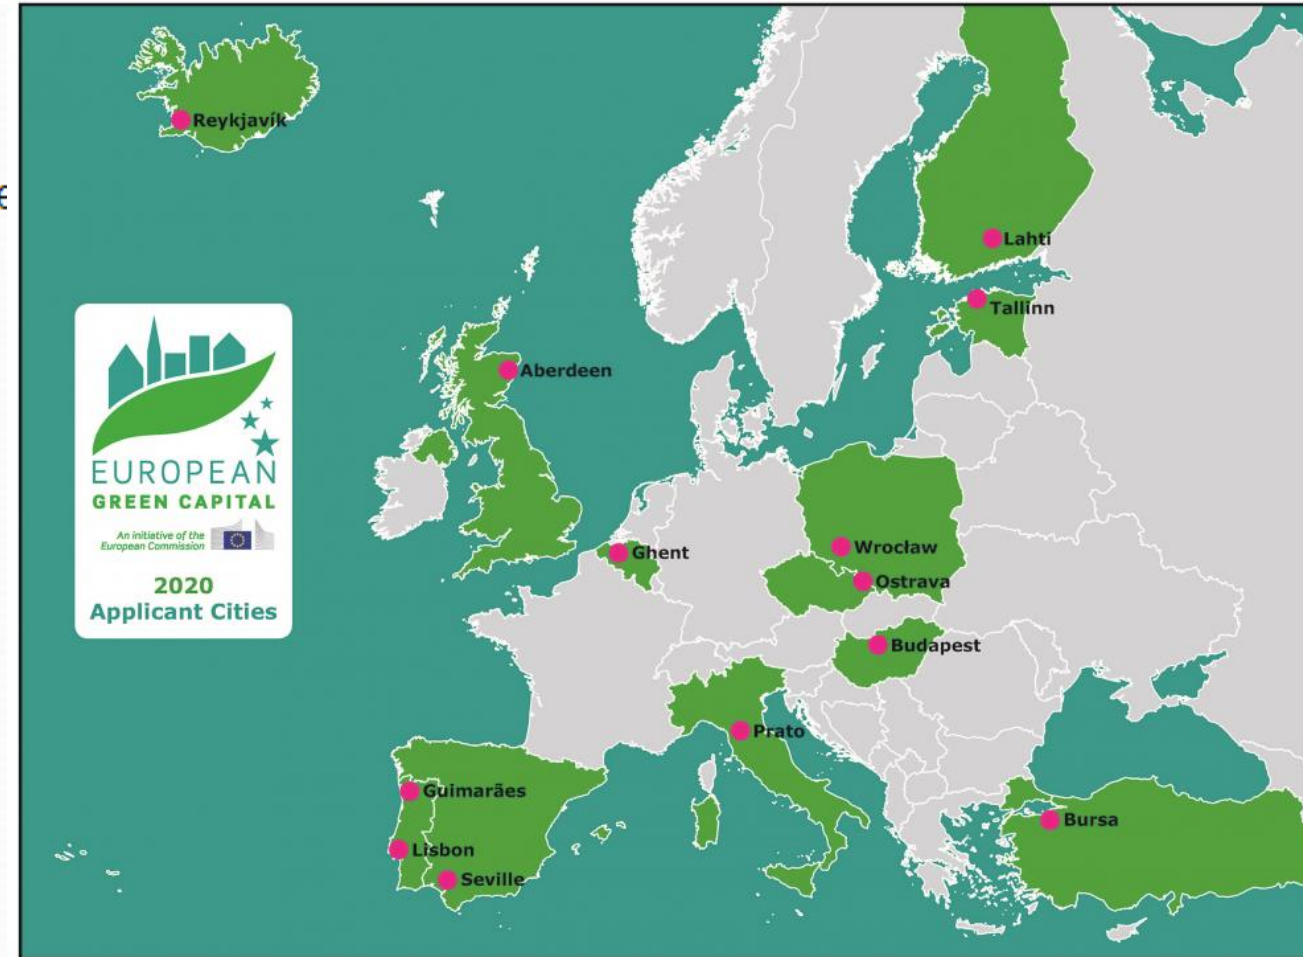 Reykjavík
Lahti
Tallinn
Aberdeen
EUROPEAN
GREEN CAPITAL
An initiative of the
European Commission
2020
Applicant Cities
Ghent
Wrocław
Ostrava
Budapest
Prato
Guimarães
Lisbon
Seville
Bursa